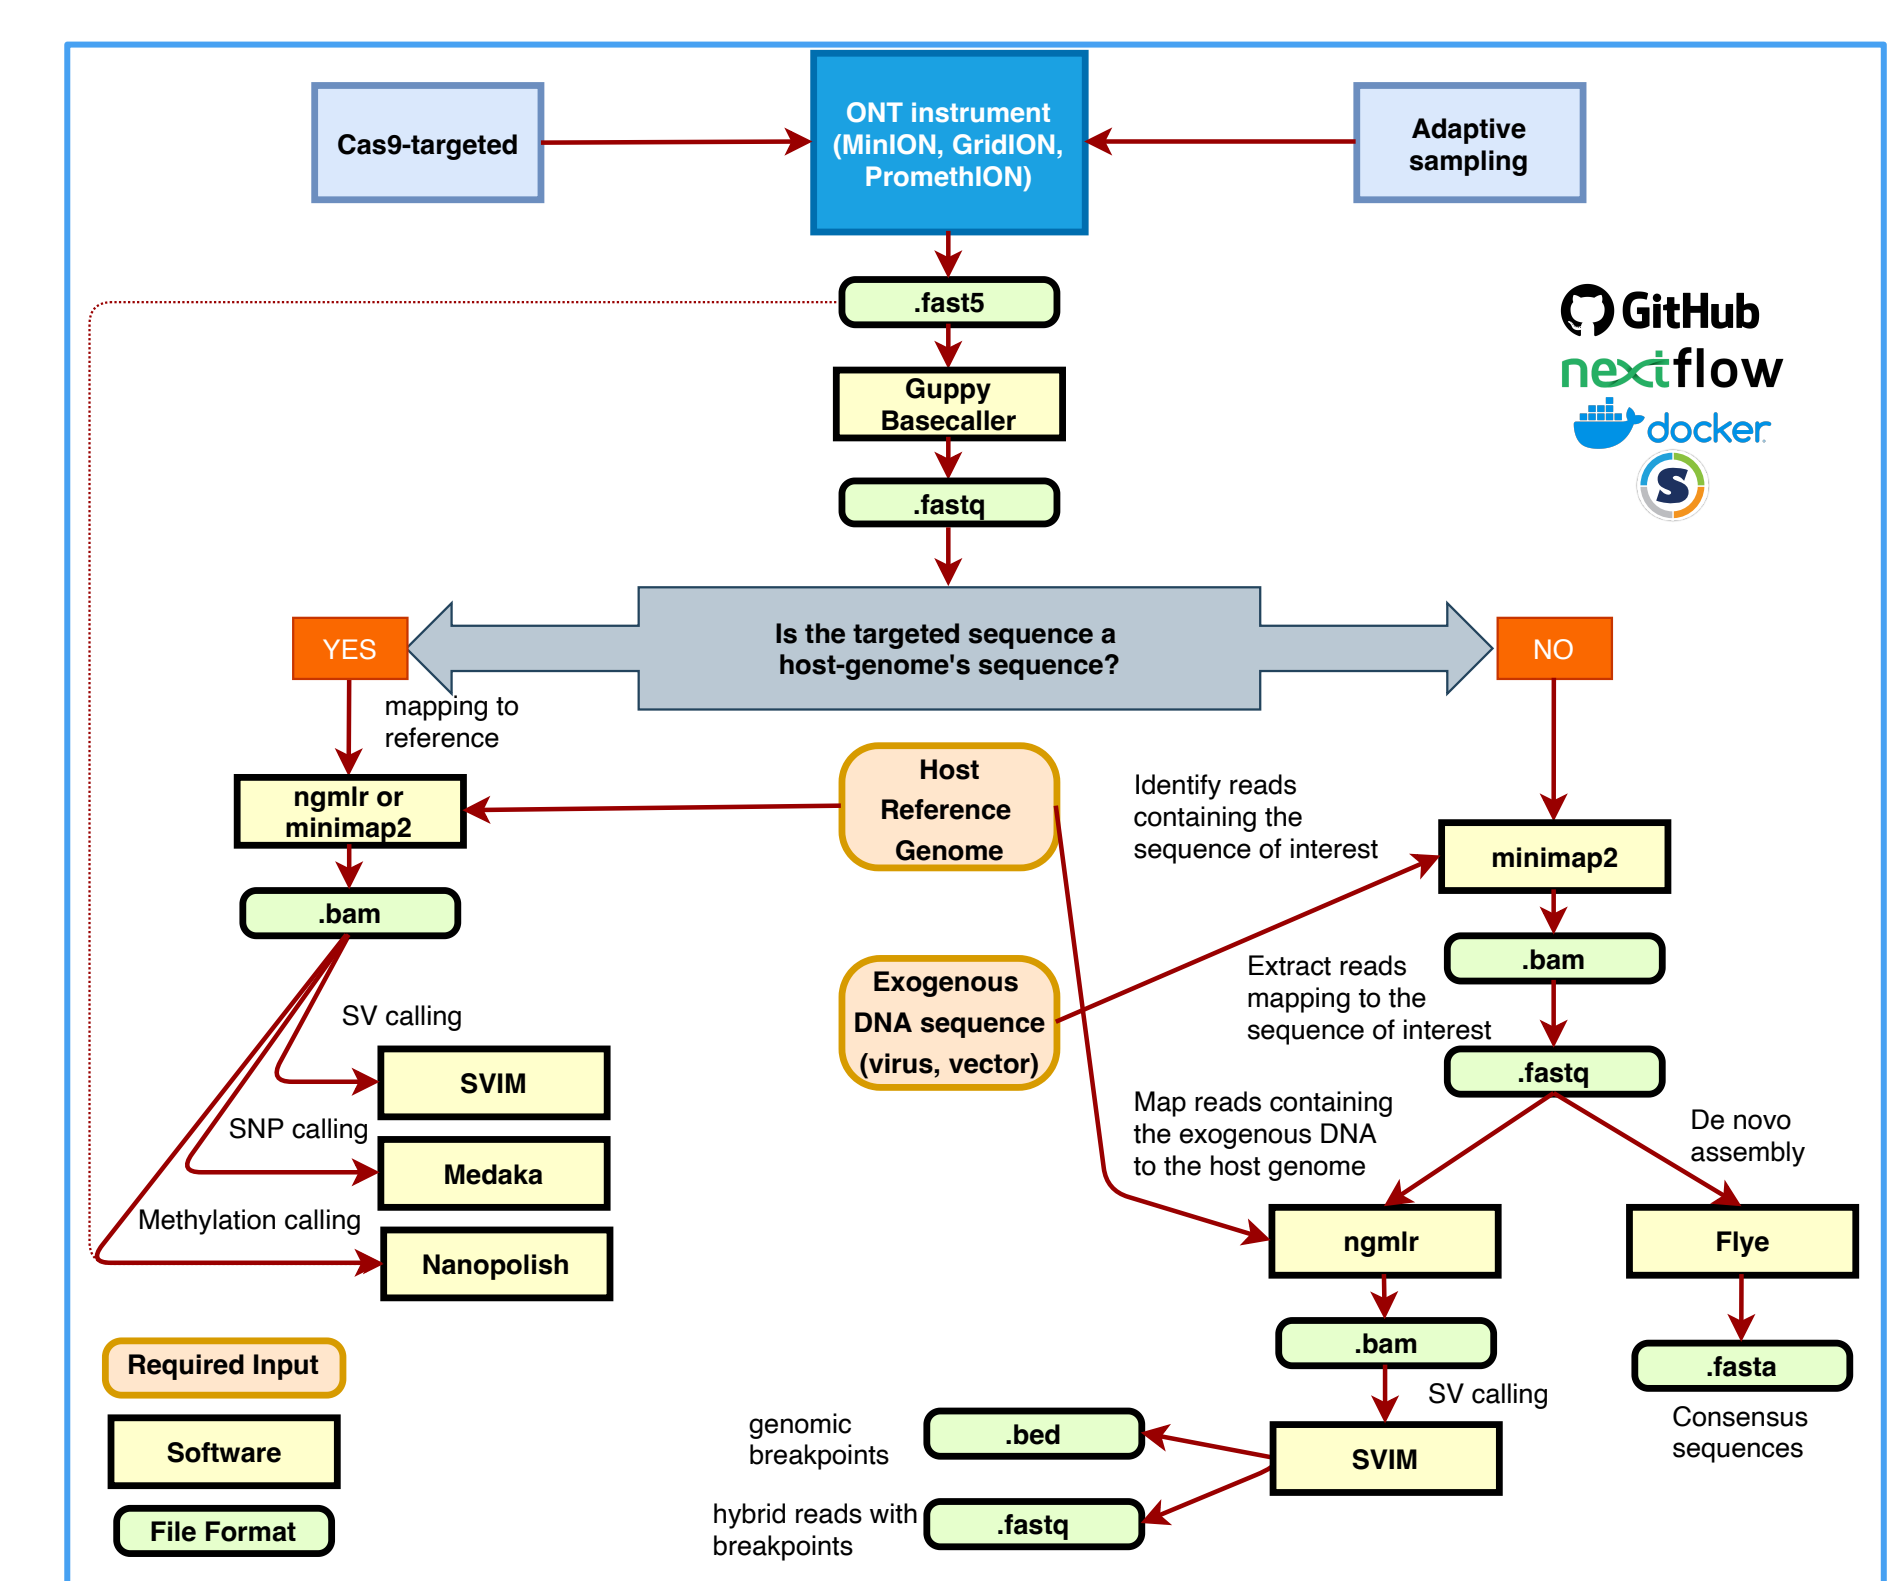 Cas9-targeted
ONT instrument
(MinION, GridION,
PromethION)
Adaptive
sampling
.fast5
GitHub
nextflow
docker
S
Guppy
Basecaller
.fastq
Is the targeted sequence a
host-genome's sequence?
YES
NO
mapping to
reference
ngmlr or
minimap2
.bam
Host
Reference
Genome
Identify reads
containing the
sequence of interest
minimap2
.bam
Exogenous
DNA sequence
(virus, vector)
Extract reads
mapping to the
sequence of interest
.fastq
SV calling
SVIM
SNP calling
Medaka
Methylation calling
Nanopolish
Map reads containing
the exogenous DNA
to the host genome
De novo
assembly
ngmlr
Flye
.bam
.fasta
SV calling
Consensus
sequences
SVIM
genomic
breakpoints
.bed
hybrid reads with
breakpoints
.fastq
Required Input
Software
File Format